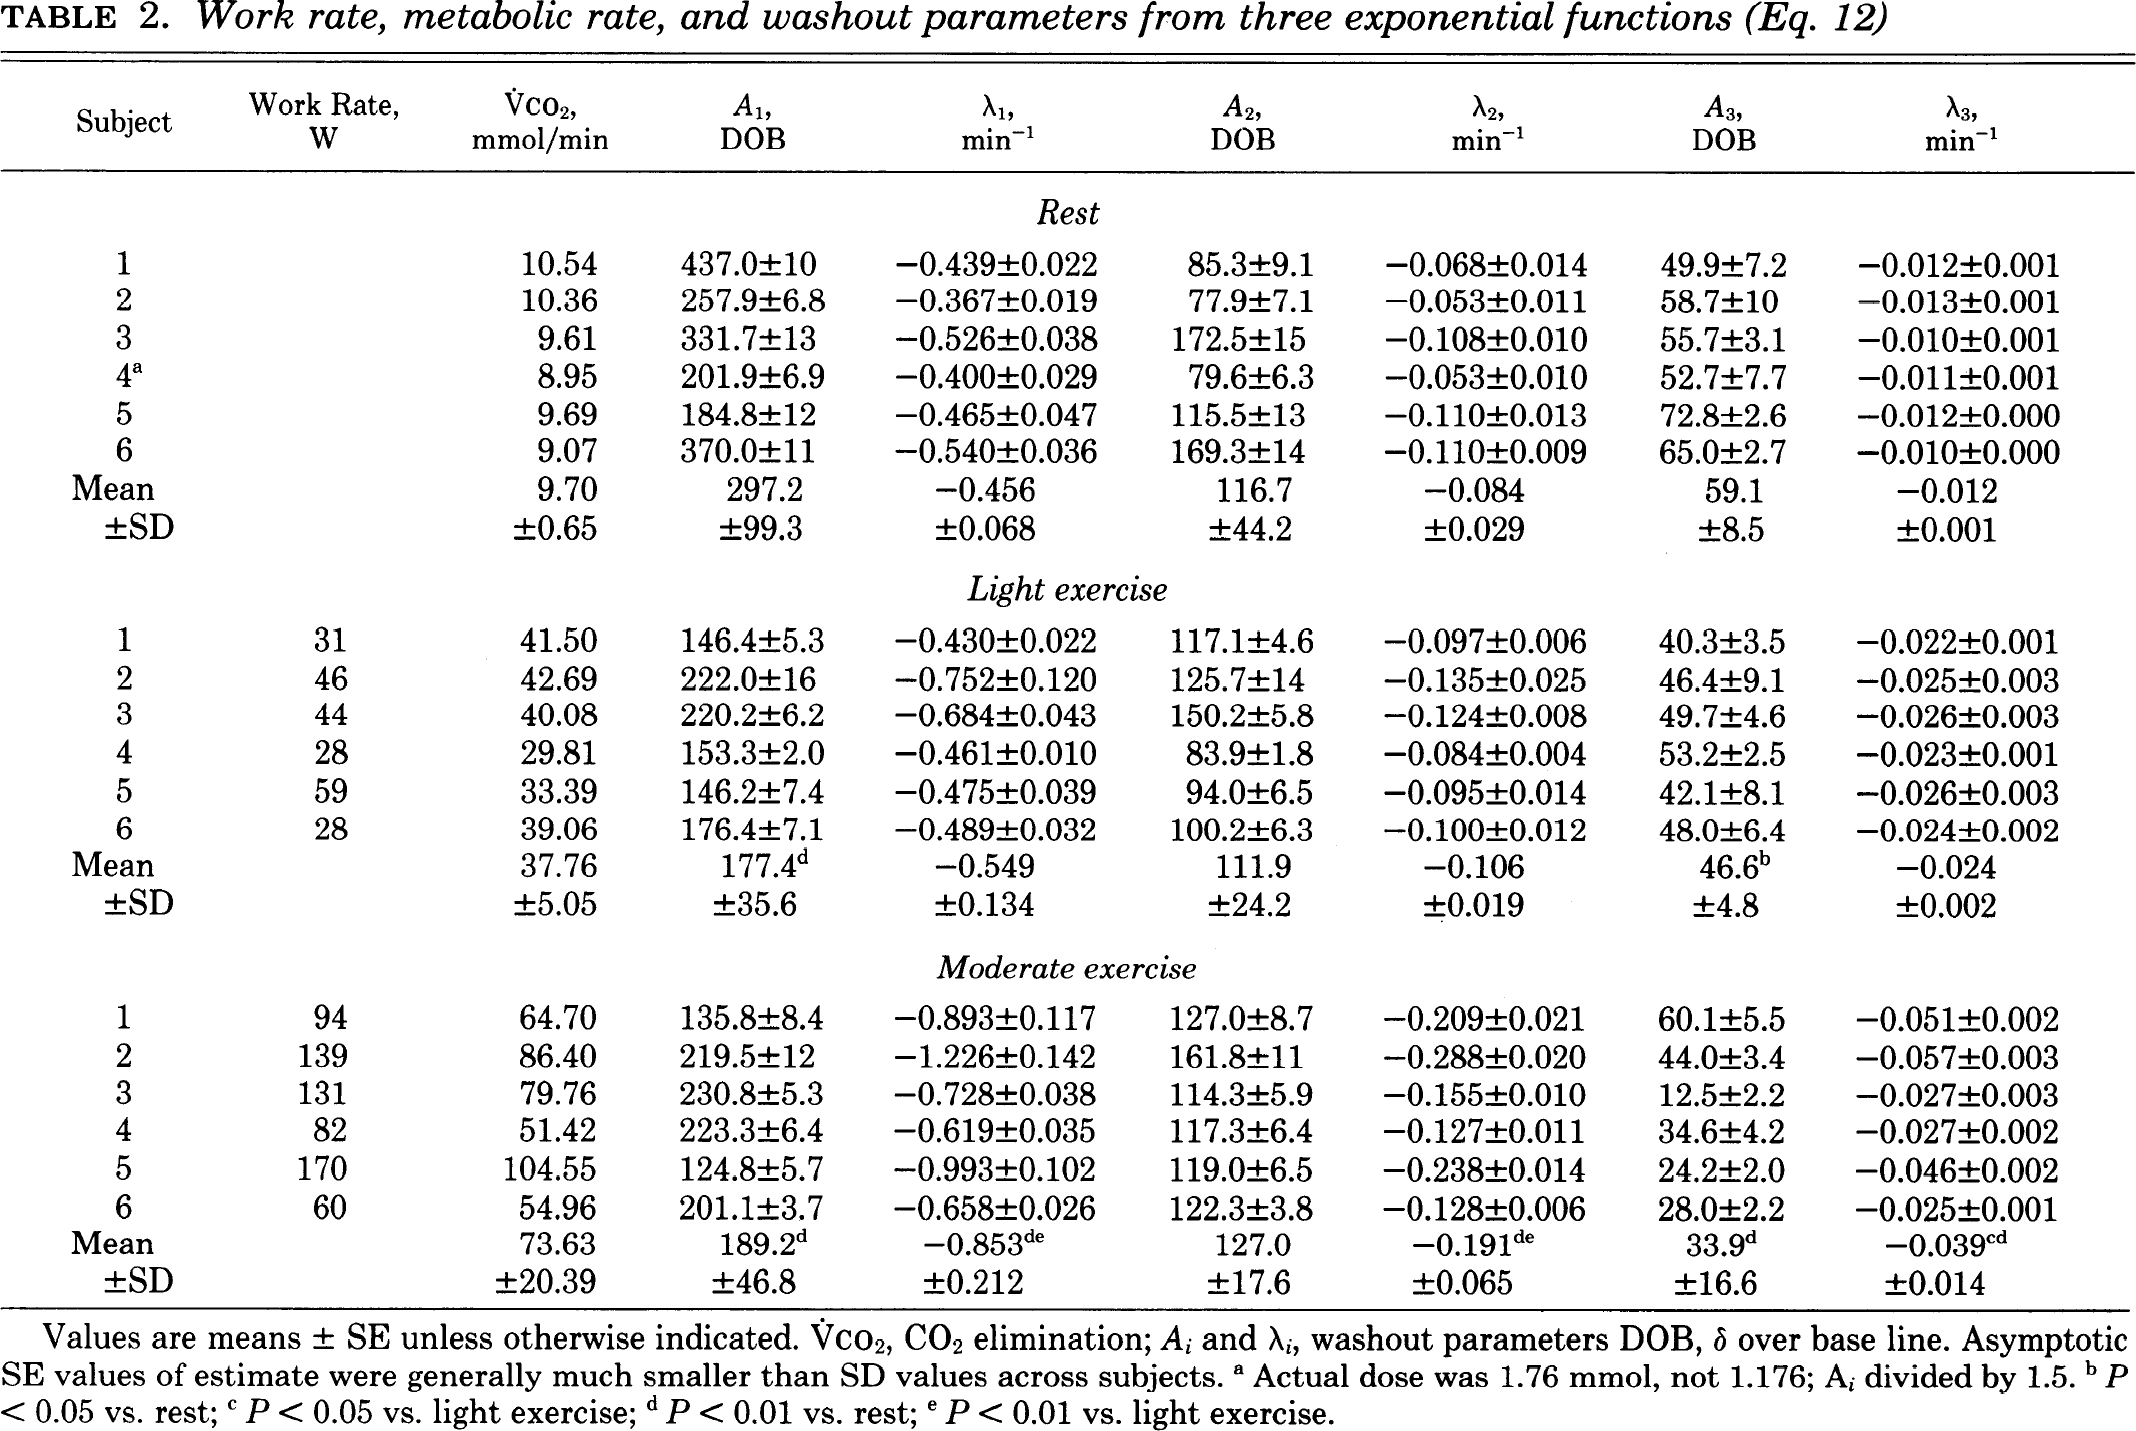 TABLE 2. Work rate, metabolic rate, and washout parameters from three exponential functions (Eq. 12)
Subject Work Rate, W V̇CO₂, mmol/min A₁, DOB λ₁, min⁻¹ A₂, DOB λ₂, min⁻¹ A₃, DOB λ₃, min⁻¹
Rest
1 10.54 437.0±10 −0.439±0.022 85.3±9.1 −0.068±0.014 49.9±7.2 −0.012±0.001
2 10.36 257.9±6.8 −0.367±0.019 77.9±7.1 −0.053±0.011 58.7±10 −0.013±0.001
3 9.61 331.7±13 −0.526±0.038 172.5±15 −0.108±0.010 55.7±3.1 −0.010±0.001
4ᵃ 8.95 201.9±6.9 −0.400±0.029 79.6±6.3 −0.053±0.010 52.7±7.7 −0.011±0.001
5 9.69 184.8±12 −0.465±0.047 115.5±13 −0.110±0.013 72.8±2.6 −0.012±0.000
6 9.07 370.0±11 −0.540±0.036 169.3±14 −0.110±0.009 65.0±2.7 −0.010±0.000
Mean 9.70 297.2 −0.456 116.7 −0.084 59.1 −0.012
±SD ±0.65 ±99.3 ±0.068 ±44.2 ±0.029 ±8.5 ±0.001
Light exercise
1 31 41.50 146.4±5.3 −0.430±0.022 117.1±4.6 −0.097±0.006 40.3±3.5 −0.022±0.001
2 46 42.69 222.0±16 −0.752±0.120 125.7±14 −0.135±0.025 46.4±9.1 −0.025±0.003
3 44 40.08 220.2±6.2 −0.684±0.043 150.2±5.8 −0.124±0.008 49.7±4.6 −0.026±0.003
4 28 29.81 153.3±2.0 −0.461±0.010 83.9±1.8 −0.084±0.004 53.2±2.5 −0.023±0.001
5 59 33.39 146.2±7.4 −0.475±0.039 94.0±6.5 −0.095±0.014 42.1±8.1 −0.026±0.003
6 28 39.06 176.4±7.1 −0.489±0.032 100.2±6.3 −0.100±0.012 48.0±6.4 −0.024±0.002
Mean 37.76 177.4ᵈ −0.549 111.9 −0.106 46.6ᵇ −0.024
±SD ±5.05 ±35.6 ±0.134 ±24.2 ±0.019 ±4.8 ±0.002
Moderate exercise
1 94 64.70 135.8±8.4 −0.893±0.117 127.0±8.7 −0.209±0.021 60.1±5.5 −0.051±0.002
2 139 86.40 219.5±12 −1.226±0.142 161.8±11 −0.288±0.020 44.0±3.4 −0.057±0.003
3 131 79.76 230.8±5.3 −0.728±0.038 114.3±5.9 −0.155±0.010 12.5±2.2 −0.027±0.003
4 82 51.42 223.3±6.4 −0.619±0.035 117.3±6.4 −0.127±0.011 34.6±4.2 −0.027±0.002
5 170 104.55 124.8±5.7 −0.993±0.102 119.0±6.5 −0.238±0.014 24.2±2.0 −0.046±0.002
6 60 54.96 201.1±3.7 −0.658±0.026 122.3±3.8 −0.128±0.006 28.0±2.2 −0.025±0.001
Mean 73.63 189.2ᵈ −0.853ᵈᵉ 127.0 −0.191ᵈᵉ 33.9ᵈ −0.039ᶜᵈ
±SD ±20.39 ±46.8 ±0.212 ±17.6 ±0.065 ±16.6 ±0.014
Values are means ± SE unless otherwise indicated. V̇CO₂, CO₂ elimination; Aᵢ and λᵢ, washout parameters DOB, δ over base line. Asymptotic
SE values of estimate were generally much smaller than SD values across subjects. ᵃ Actual dose was 1.76 mmol, not 1.176; Aᵢ divided by 1.5. ᵇ P
< 0.05 vs. rest; ᶜ P < 0.05 vs. light exercise; ᵈ P < 0.01 vs. rest; ᵉ P < 0.01 vs. light exercise.